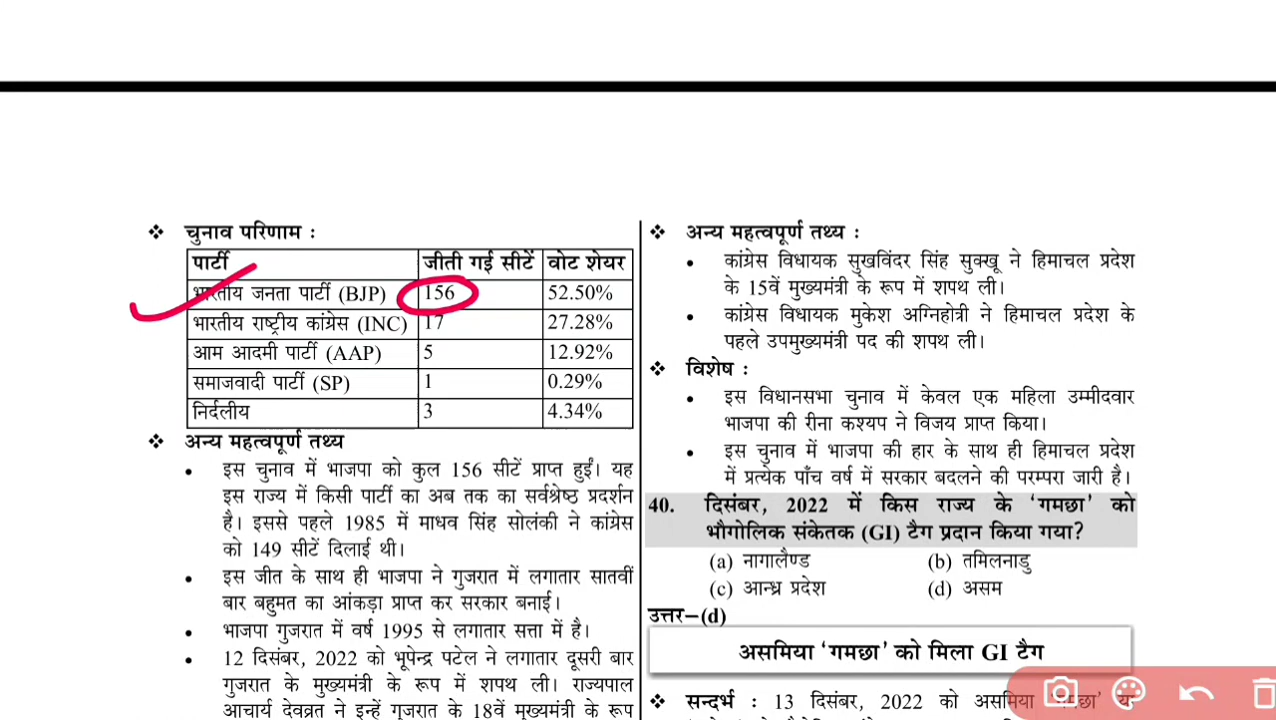 ❖ चुनाव परिणाम :
पार्टी जीती गई सीटें वोट शेयर
भारतीय जनता पार्टी (BJP) 156 52.50%
भारतीय राष्ट्रीय कांग्रेस (INC) 17 27.28%
आम आदमी पार्टी (AAP) 5 12.92%
समाजवादी पार्टी (SP) 1 0.29%
निर्दलीय 3 4.34%
❖ अन्य महत्वपूर्ण तथ्य
• इस चुनाव में भाजपा को कुल 156 सीटें प्राप्त हुईं। यह
इस राज्य में किसी पार्टी का अब तक का सर्वश्रेष्ठ प्रदर्शन
है। इससे पहले 1985 में माधव सिंह सोलंकी ने कांग्रेस
को 149 सीटें दिलाई थी।
• इस जीत के साथ ही भाजपा ने गुजरात में लगातार सातवीं
बार बहुमत का आंकड़ा प्राप्त कर सरकार बनाई।
• भाजपा गुजरात में वर्ष 1995 से लगातार सत्ता में है।
• 12 दिसंबर, 2022 को भूपेन्द्र पटेल ने लगातार दूसरी बार
गुजरात के मुख्यमंत्री के रूप में शपथ ली। राज्यपाल
आचार्य देवव्रत ने इन्हें गुजरात के 18वें मुख्यमंत्री के रूप
❖ अन्य महत्वपूर्ण तथ्य :
• कांग्रेस विधायक सुखविंदर सिंह सुक्खू ने हिमाचल प्रदेश
के 15वें मुख्यमंत्री के रूप में शपथ ली।
• कांग्रेस विधायक मुकेश अग्निहोत्री ने हिमाचल प्रदेश के
पहले उपमुख्यमंत्री पद की शपथ ली।
❖ विशेष :
• इस विधानसभा चुनाव में केवल एक महिला उम्मीदवार
भाजपा की रीना कश्यप ने विजय प्राप्त किया।
• इस चुनाव में भाजपा की हार के साथ ही हिमाचल प्रदेश
में प्रत्येक पाँच वर्ष में सरकार बदलने की परम्परा जारी है।
40. दिसंबर, 2022 में किस राज्य के ‘गमछा’ को
भौगोलिक संकेतक (GI) टैग प्रदान किया गया?
(a) नागालैण्ड (b) तमिलनाडु
(c) आन्ध्र प्रदेश (d) असम
उत्तर–(d)
असमिया ‘गमछा’ को मिला GI टैग
❖ सन्दर्भ : 13 दिसंबर, 2022 को असमिया ‘गमछा’